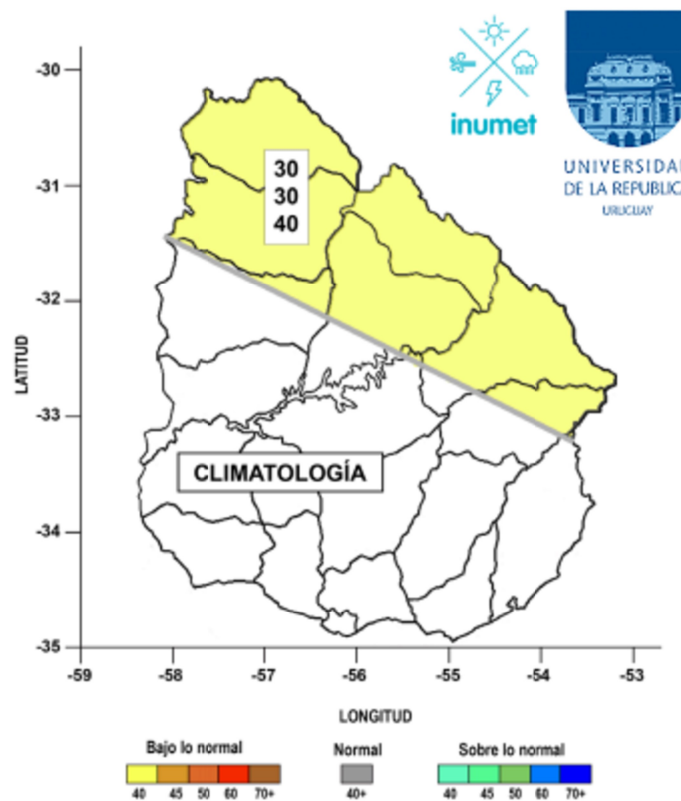 inumet
UNIVERSIDAD
DE LA REPUBLICA
URUGUAY
-30
-31
-32
-33
-34
-35
LATITUD
30
30
40
CLIMATOLOGÍA
-59 -58 -57 -56 -55 -54 -53
LONGITUD
Bajo lo normal Normal Sobre lo normal
40 45 50 60 70+ 40+ 40 45 50 60 70+